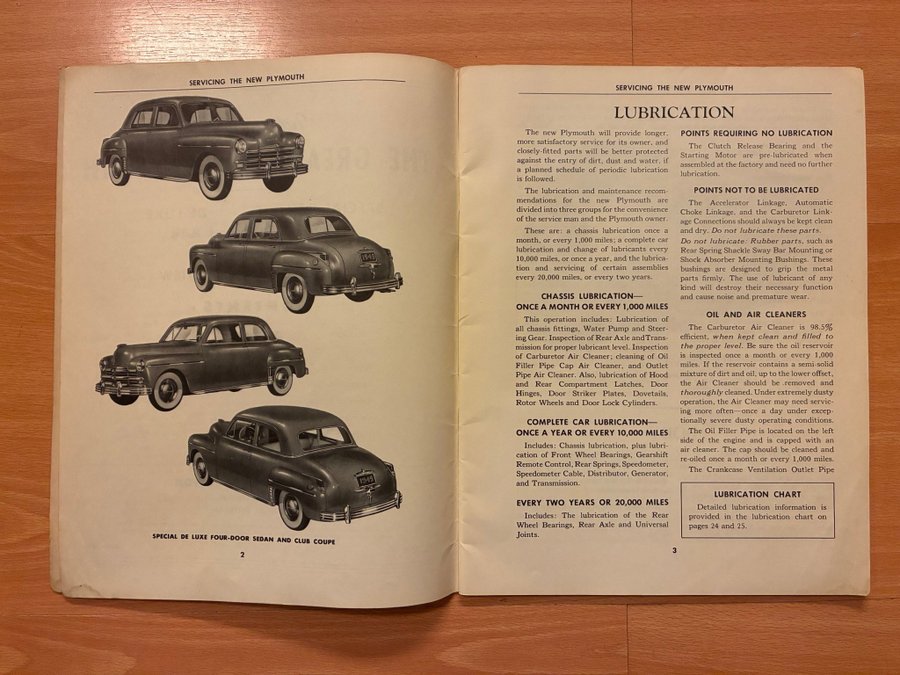 SERVICING THE NEW PLYMOUTH
1949
1949
SPECIAL DE LUXE FOUR-DOOR SEDAN AND CLUB COUPE
2
SERVICING THE NEW PLYMOUTH
LUBRICATION
The new Plymouth will provide longer,
more satisfactory service for its owner, and
closely-fitted parts will be better protected
against the entry of dirt, dust and water, if
a planned schedule of periodic lubrication
is followed.
The lubrication and maintenance recom-
mendations for the new Plymouth are
divided into three groups for the convenience
of the service man and the Plymouth owner.
These are: a chassis lubrication once a
month, or every 1,000 miles; a complete car
lubrication and change of lubricants every
10,000 miles, or once a year, and the lubrica-
tion and servicing of certain assemblies
every 20,000 miles, or every two years.
CHASSIS LUBRICATION—
ONCE A MONTH OR EVERY 1,000 MILES
This operation includes: Lubrication of
all chassis fittings, Water Pump and Steer-
ing Gear. Inspection of Rear Axle and Trans-
mission for proper lubricant level. Inspection
of Carburetor Air Cleaner; cleaning of Oil
Filler Pipe Cap Air Cleaner, and Outlet
Pipe Air Cleaner. Also, lubrication of Hood
and Rear Compartment Latches, Door
Hinges, Door Striker Plates, Dovetails,
Rotor Wheels and Door Lock Cylinders.
COMPLETE CAR LUBRICATION—
ONCE A YEAR OR EVERY 10,000 MILES
Includes: Chassis lubrication, plus lubri-
cation of Front Wheel Bearings, Gearshift
Remote Control, Rear Springs, Speedometer,
Speedometer Cable, Distributor, Generator,
and Transmission.
EVERY TWO YEARS OR 20,000 MILES
Includes: The lubrication of the Rear
Wheel Bearings, Rear Axle and Universal
Joints.
POINTS REQUIRING NO LUBRICATION
The Clutch Release Bearing and the
Starting Motor are pre-lubricated when
assembled at the factory and need no further
lubrication.
POINTS NOT TO BE LUBRICATED
The Accelerator Linkage, Automatic
Choke Linkage, and the Carburetor Link-
age Connections should always be kept clean
and dry. Do not lubricate these parts.
Do not lubricate: Rubber parts, such as
Rear Spring Shackle Sway Bar Mounting or
Shock Absorber Mounting Bushings. These
bushings are designed to grip the metal
parts firmly. The use of lubricant of any
kind will destroy their necessary function
and cause noise and premature wear.
OIL AND AIR CLEANERS
The Carburetor Air Cleaner is 98.5%
efficient, when kept clean and filled to
the proper level. Be sure the oil reservoir
is inspected once a month or every 1,000
miles. If the reservoir contains a semi-solid
mixture of dirt and oil, up to the lower offset,
the Air Cleaner should be removed and
thoroughly cleaned. Under extremely dusty
operation, the Air Cleaner may need servic-
ing more often—once a day under excep-
tionally severe dusty operating conditions.
The Oil Filler Pipe is located on the left
side of the engine and is capped with an
air cleaner. The cap should be cleaned and
re-oiled once a month or every 1,000 miles.
The Crankcase Ventilation Outlet Pipe
LUBRICATION CHART
Detailed lubrication information is
provided in the lubrication chart on
pages 24 and 25.
3